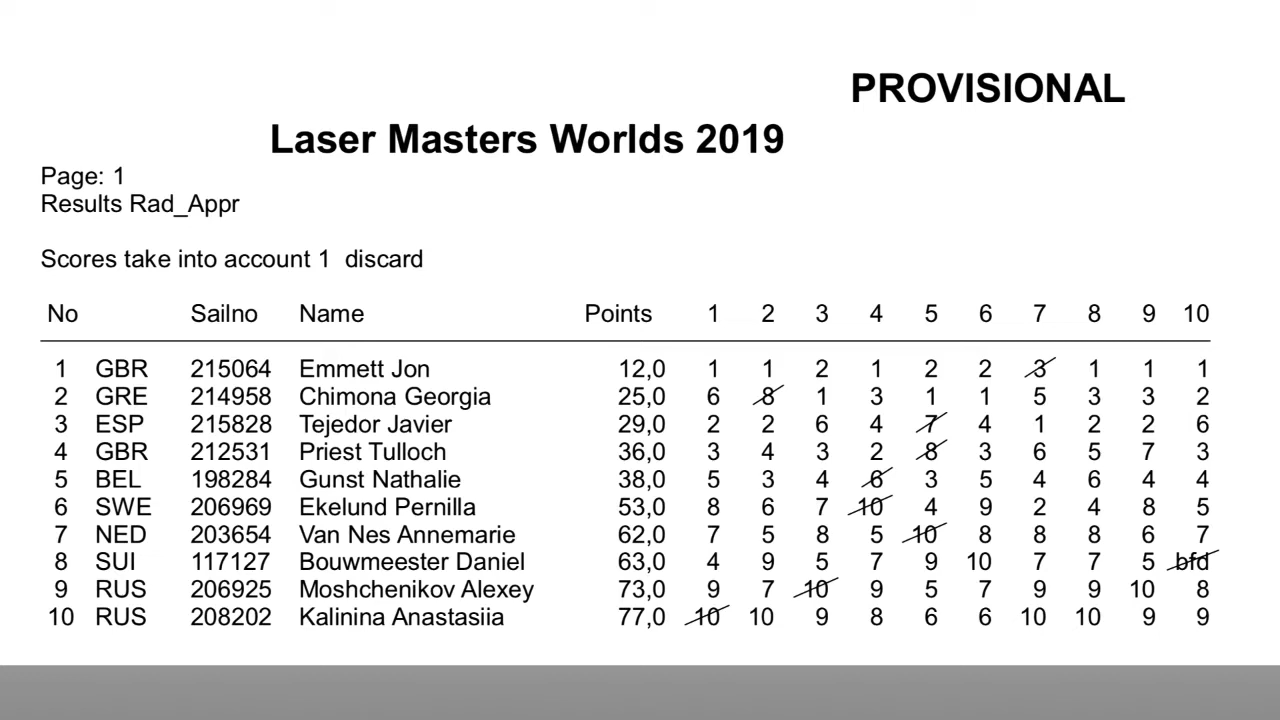 PROVISIONAL
Laser Masters Worlds 2019
Page: 1
Results Rad_Appr
Scores take into account 1 discard
No Sailno Name Points 1 2 3 4 5 6 7 8 9 10
1 GBR 215064 Emmett Jon 12,0 1 1 2 1 2 2 3 1 1 1
2 GRE 214958 Chimona Georgia 25,0 6 8 1 3 1 1 5 3 3 2
3 ESP 215828 Tejedor Javier 29,0 2 2 6 4 7 4 1 2 2 6
4 GBR 212531 Priest Tulloch 36,0 3 4 3 2 8 3 6 5 7 3
5 BEL 198284 Gunst Nathalie 38,0 5 3 4 6 3 5 4 6 4 4
6 SWE 206969 Ekelund Pernilla 53,0 8 6 7 10 4 9 2 4 8 5
7 NED 203654 Van Nes Annemarie 62,0 7 5 8 5 10 8 8 8 6 7
8 SUI 117127 Bouwmeester Daniel 63,0 4 9 5 7 9 10 7 7 5 bfd
9 RUS 206925 Moshchenikov Alexey 73,0 9 7 10 9 5 7 9 9 10 8
10 RUS 208202 Kalinina Anastasiia 77,0 10 10 9 8 6 6 10 10 9 9